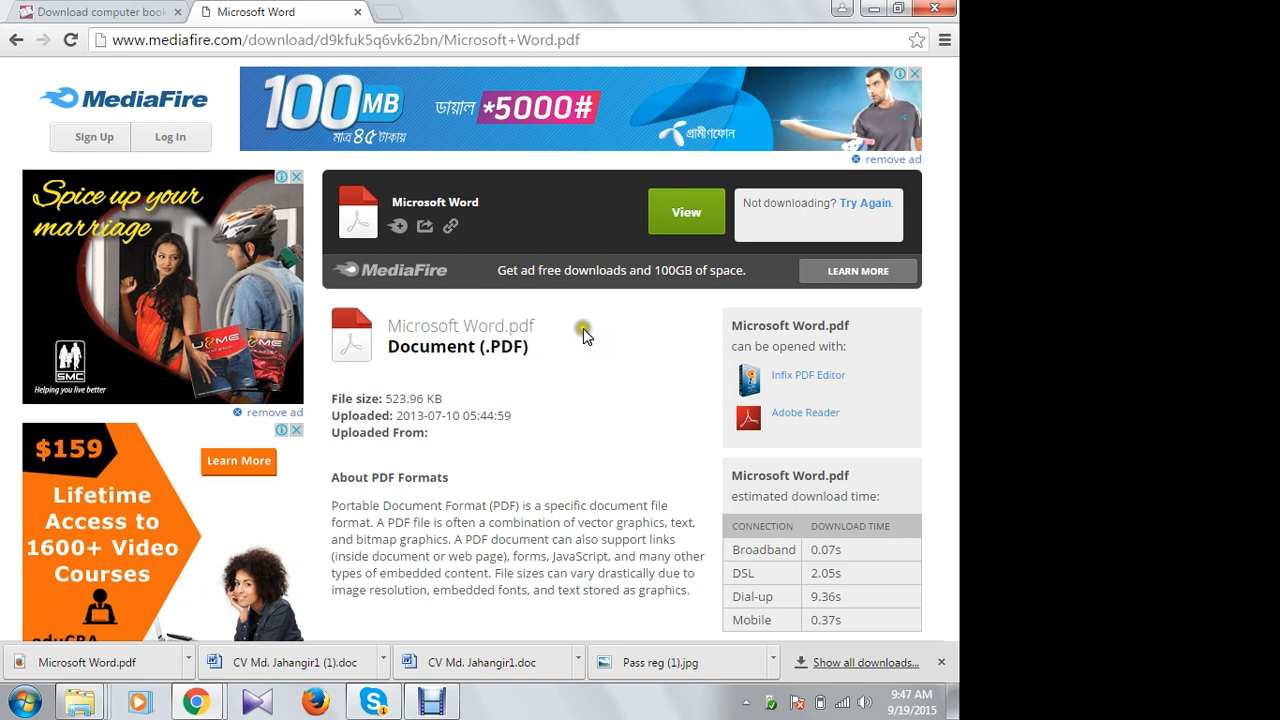 Download computer book
Microsoft Word
www.mediafire.com/download/d9kfuk5q6vk62bn/Microsoft+Word.pdf
MediaFire
Sign Up
Log In
100 MB
মাত্র ৪৫ টাকায়
ডায়াল *5000#
গ্রামীণফোন
remove ad
Spice up your
marriage
U&ME
U&ME
SMC
Helping you live better
remove ad
Microsoft Word
View
Not downloading? Try Again.
MediaFire
Get ad free downloads and 100GB of space.
LEARN MORE
Microsoft Word.pdf
Document (.PDF)
File size: 523.96 KB
Uploaded: 2013-07-10 05:44:59
Uploaded From:
About PDF Formats
Portable Document Format (PDF) is a specific document file
format. A PDF file is often a combination of vector graphics, text,
and bitmap graphics. A PDF document can also support links
(inside document or web page), forms, JavaScript, and many other
types of embedded content. File sizes can vary drastically due to
image resolution, embedded fonts, and text stored as graphics.
Microsoft Word.pdf
can be opened with:
Infix PDF Editor
Adobe Reader
Microsoft Word.pdf
estimated download time:
CONNECTION DOWNLOAD TIME
Broadband 0.07s
DSL 2.05s
Dial-up 9.36s
Mobile 0.37s
$159
Learn More
Lifetime
Access to
1600+ Video
Courses
eduCBA
Microsoft Word.pdf
CV Md. Jahangir1 (1).doc
CV Md. Jahangir1.doc
Pass reg (1).jpg
Show all downloads...
9:47 AM
9/19/2015